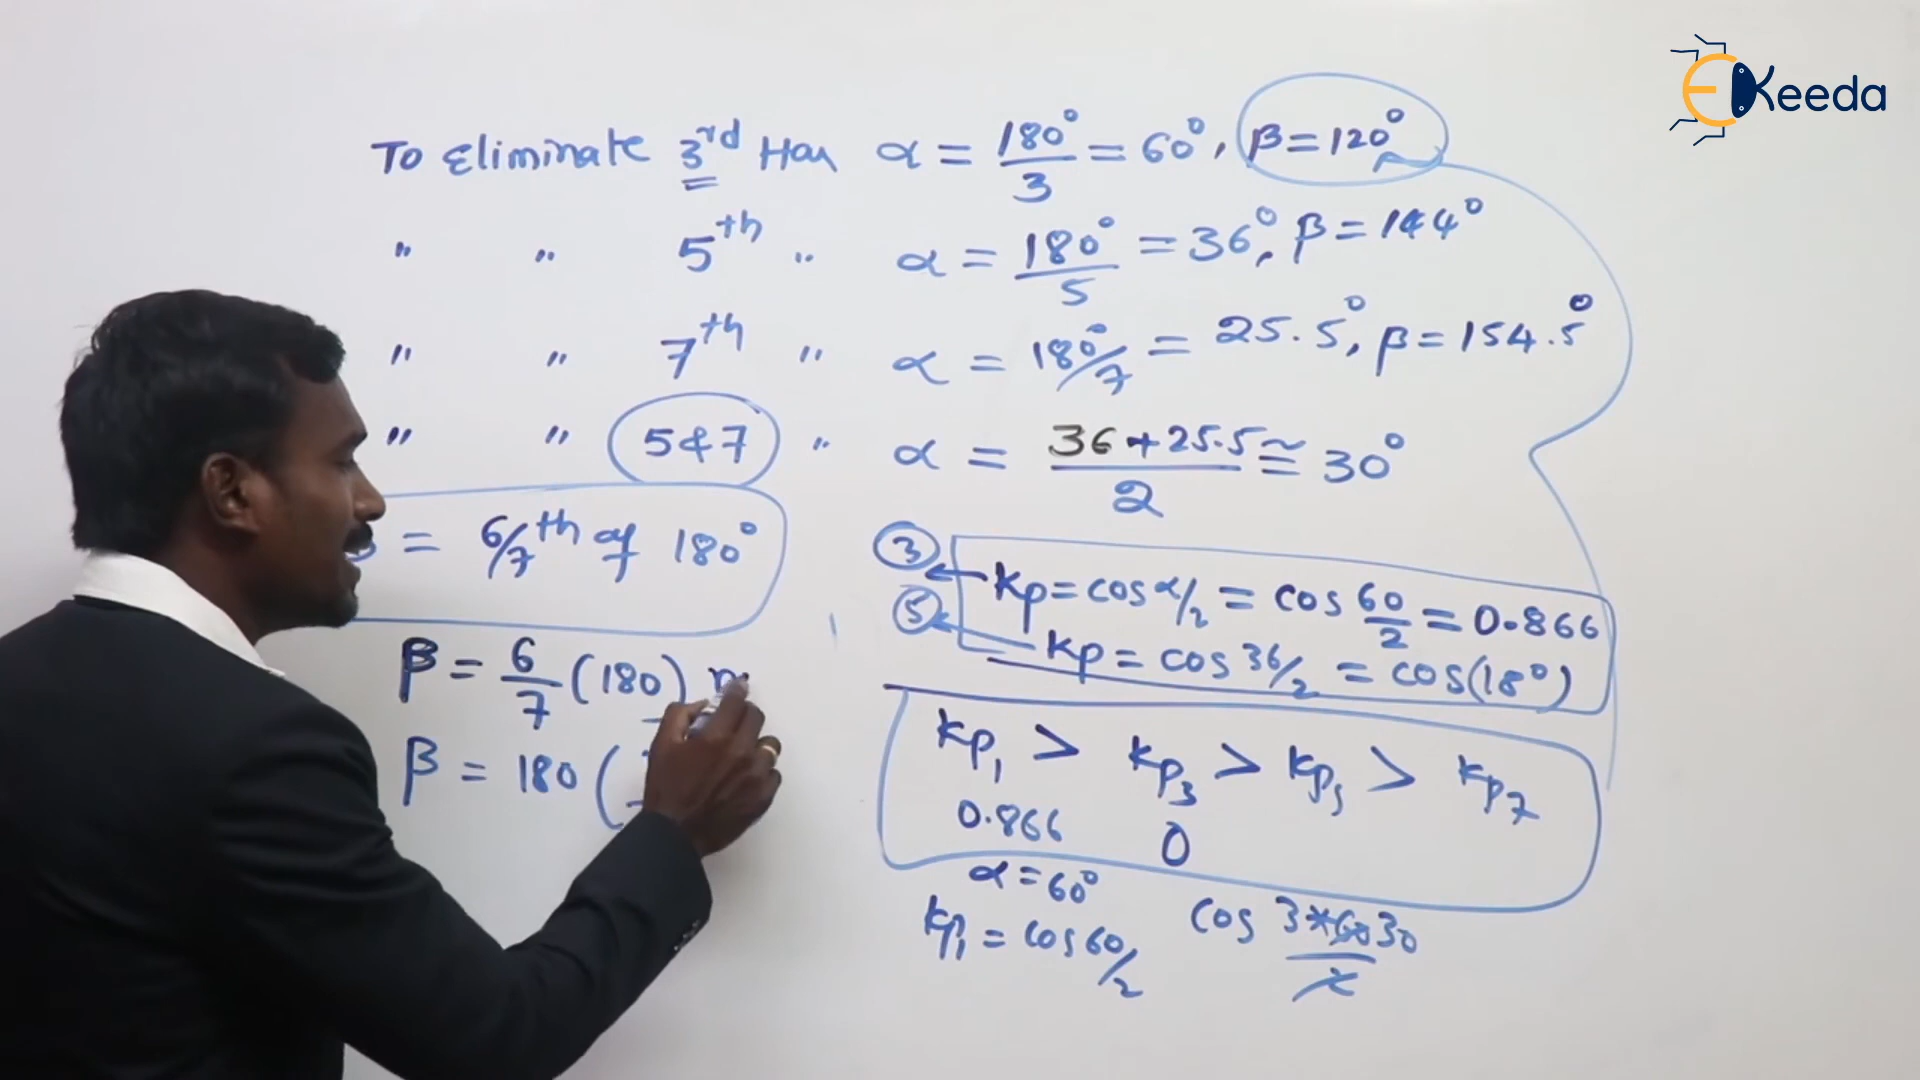 EKeeda
To Eliminate 3rd Har α = 180°/3 = 60°, β = 120°
" " 5th " α = 180°/5 = 36°, β = 144°
" " 7th " α = 180°/7 = 25.5°, β = 154.5°
" " 5&7 " α = (36+25.5)/2 ≅ 30°
= 6/7th of 180°
β = 6/7 (180)
β = 180 (
③ ← kp = cos α/2 = cos 60/2 = 0.866
⑤ ← kp = cos 36/2 = cos(18°)
kp1 > kp3 > kp5 > kp7
0.866 0
α = 60°
kp1 = cos 60/2
cos 3*60 30/2